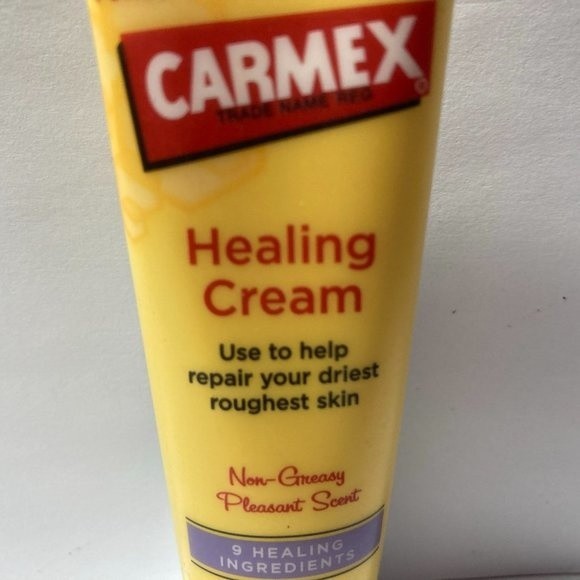 CARMEX
TRADE NAME REG
Healing
Cream
Use to help
repair your driest
roughest skin
Non-Greasy
Pleasant Scent
9 HEALING
INGREDIENTS